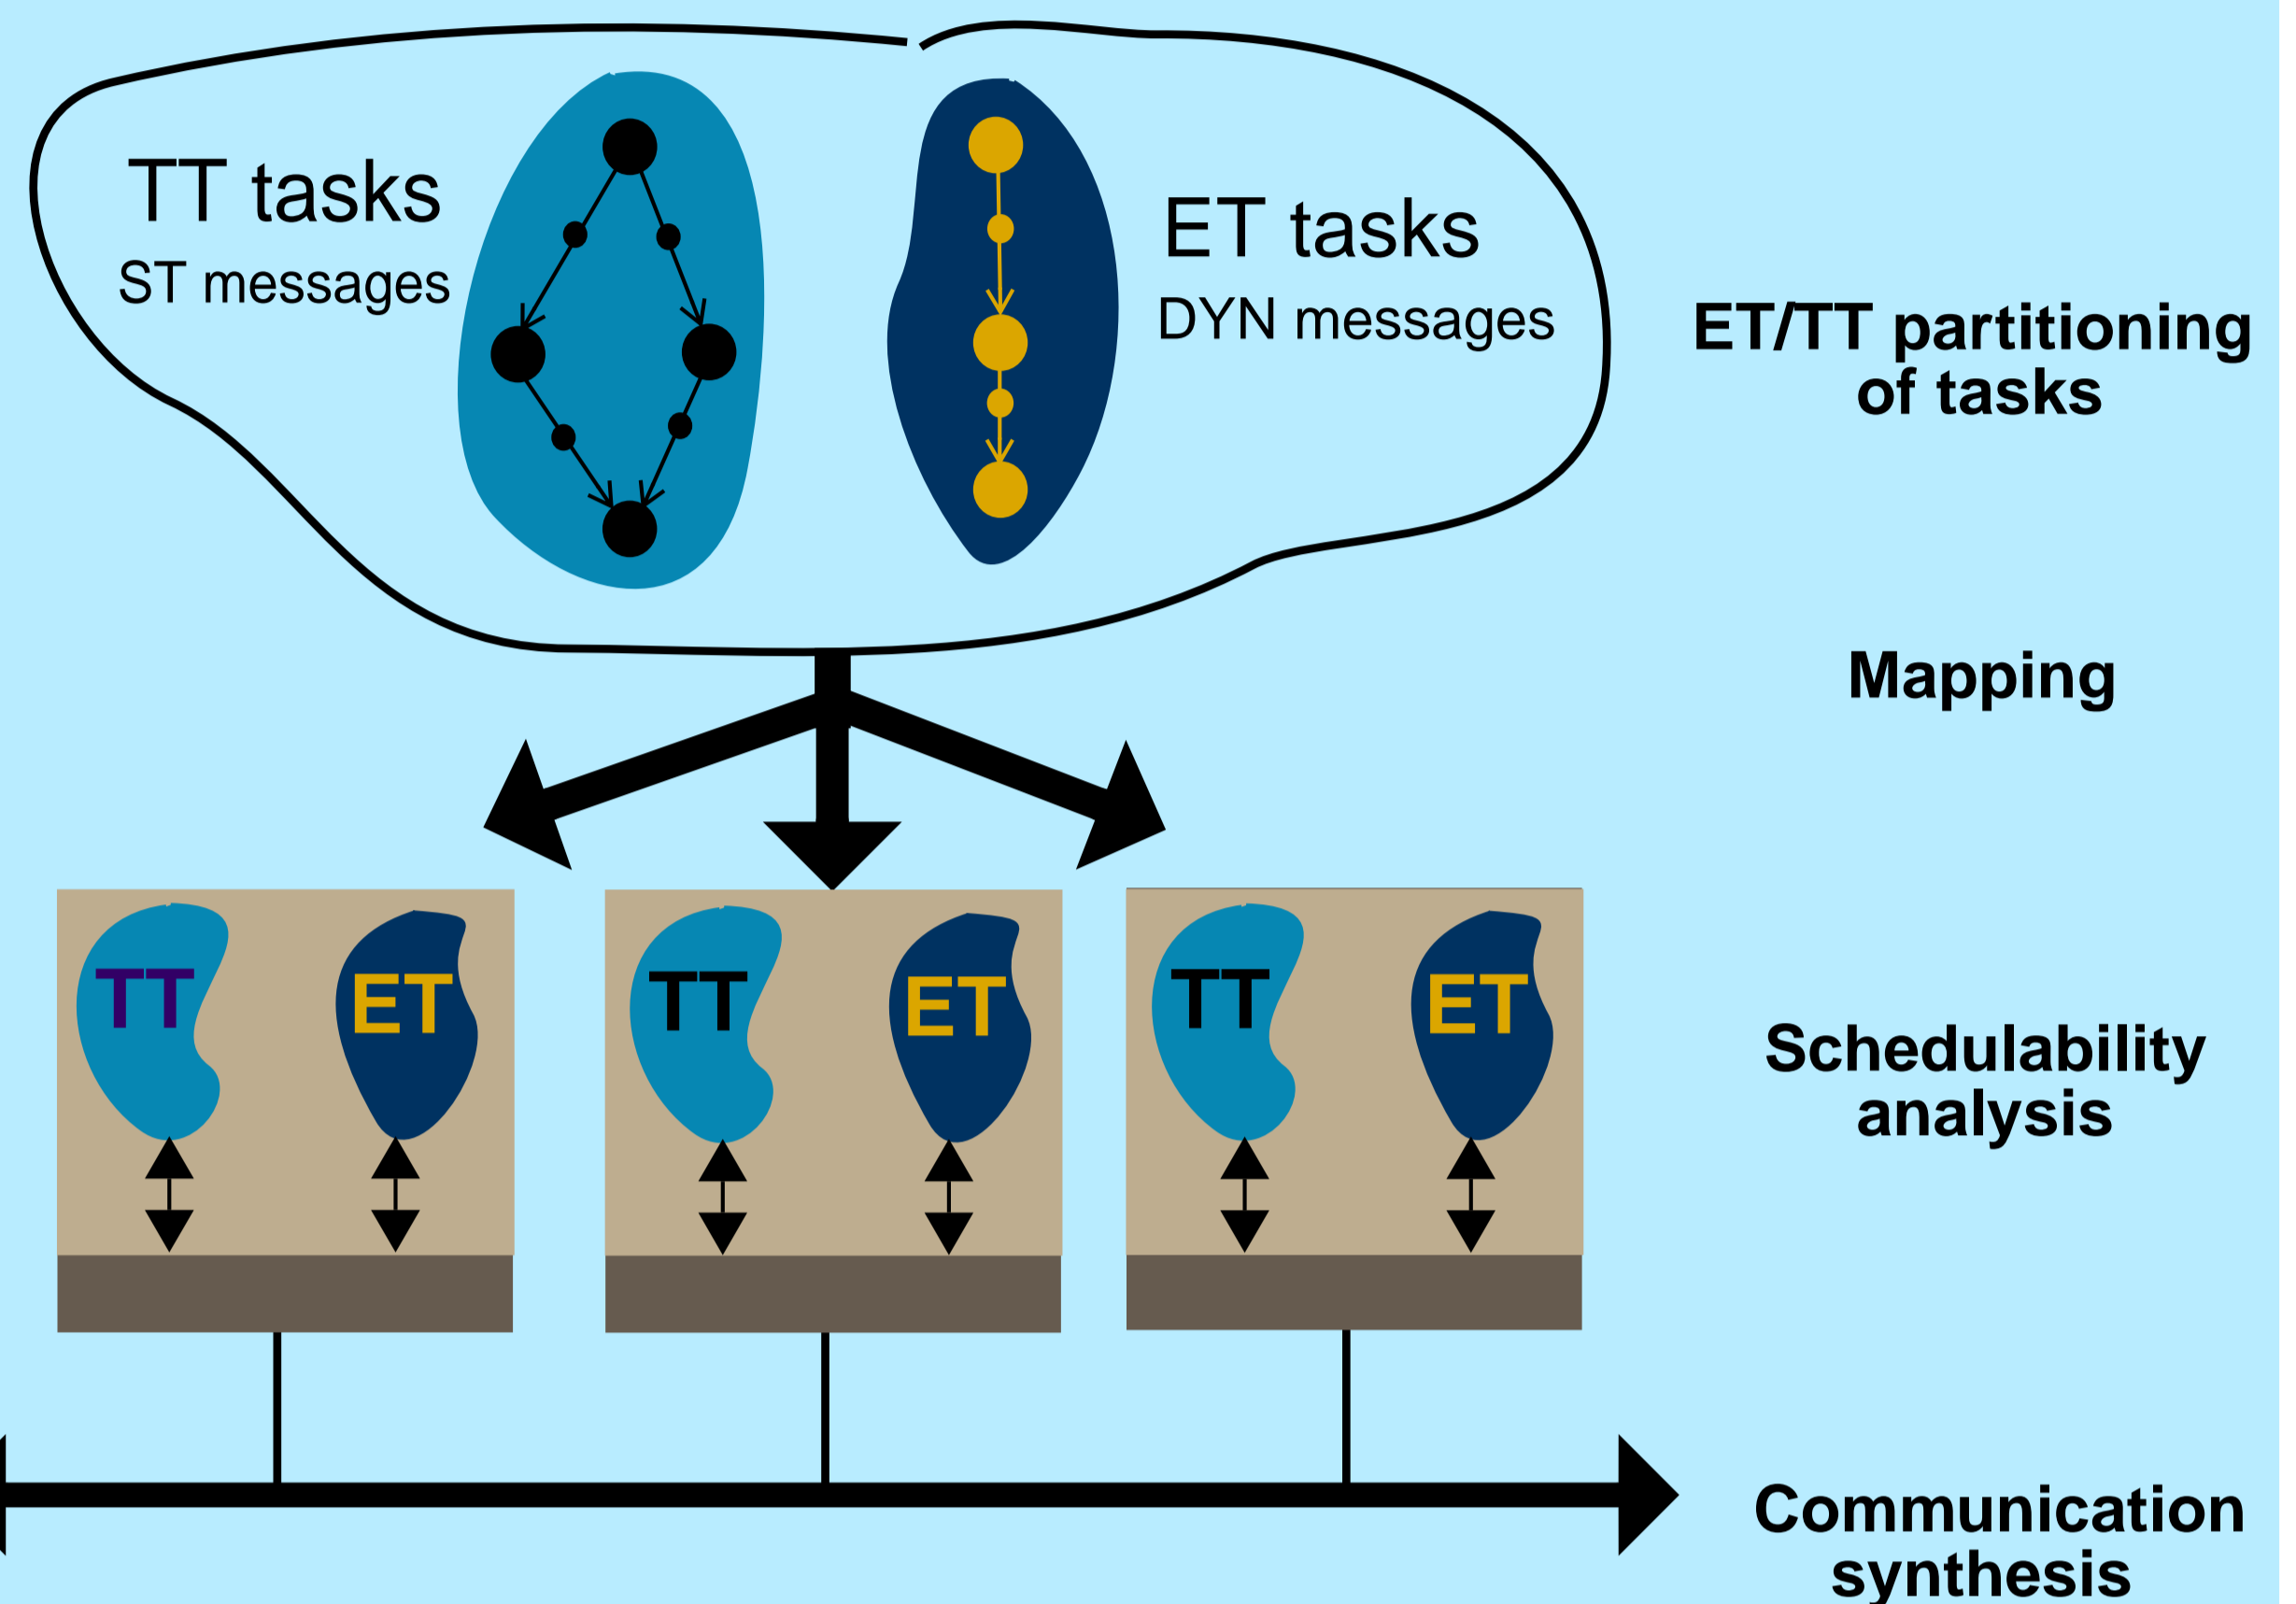 TT tasks
ST messages
ET tasks
DYN messages
ET/TT partitioning
of tasks
Mapping
TT
ET
TT
ET
TT
ET
Schedulability
analysis
Communication
synthesis